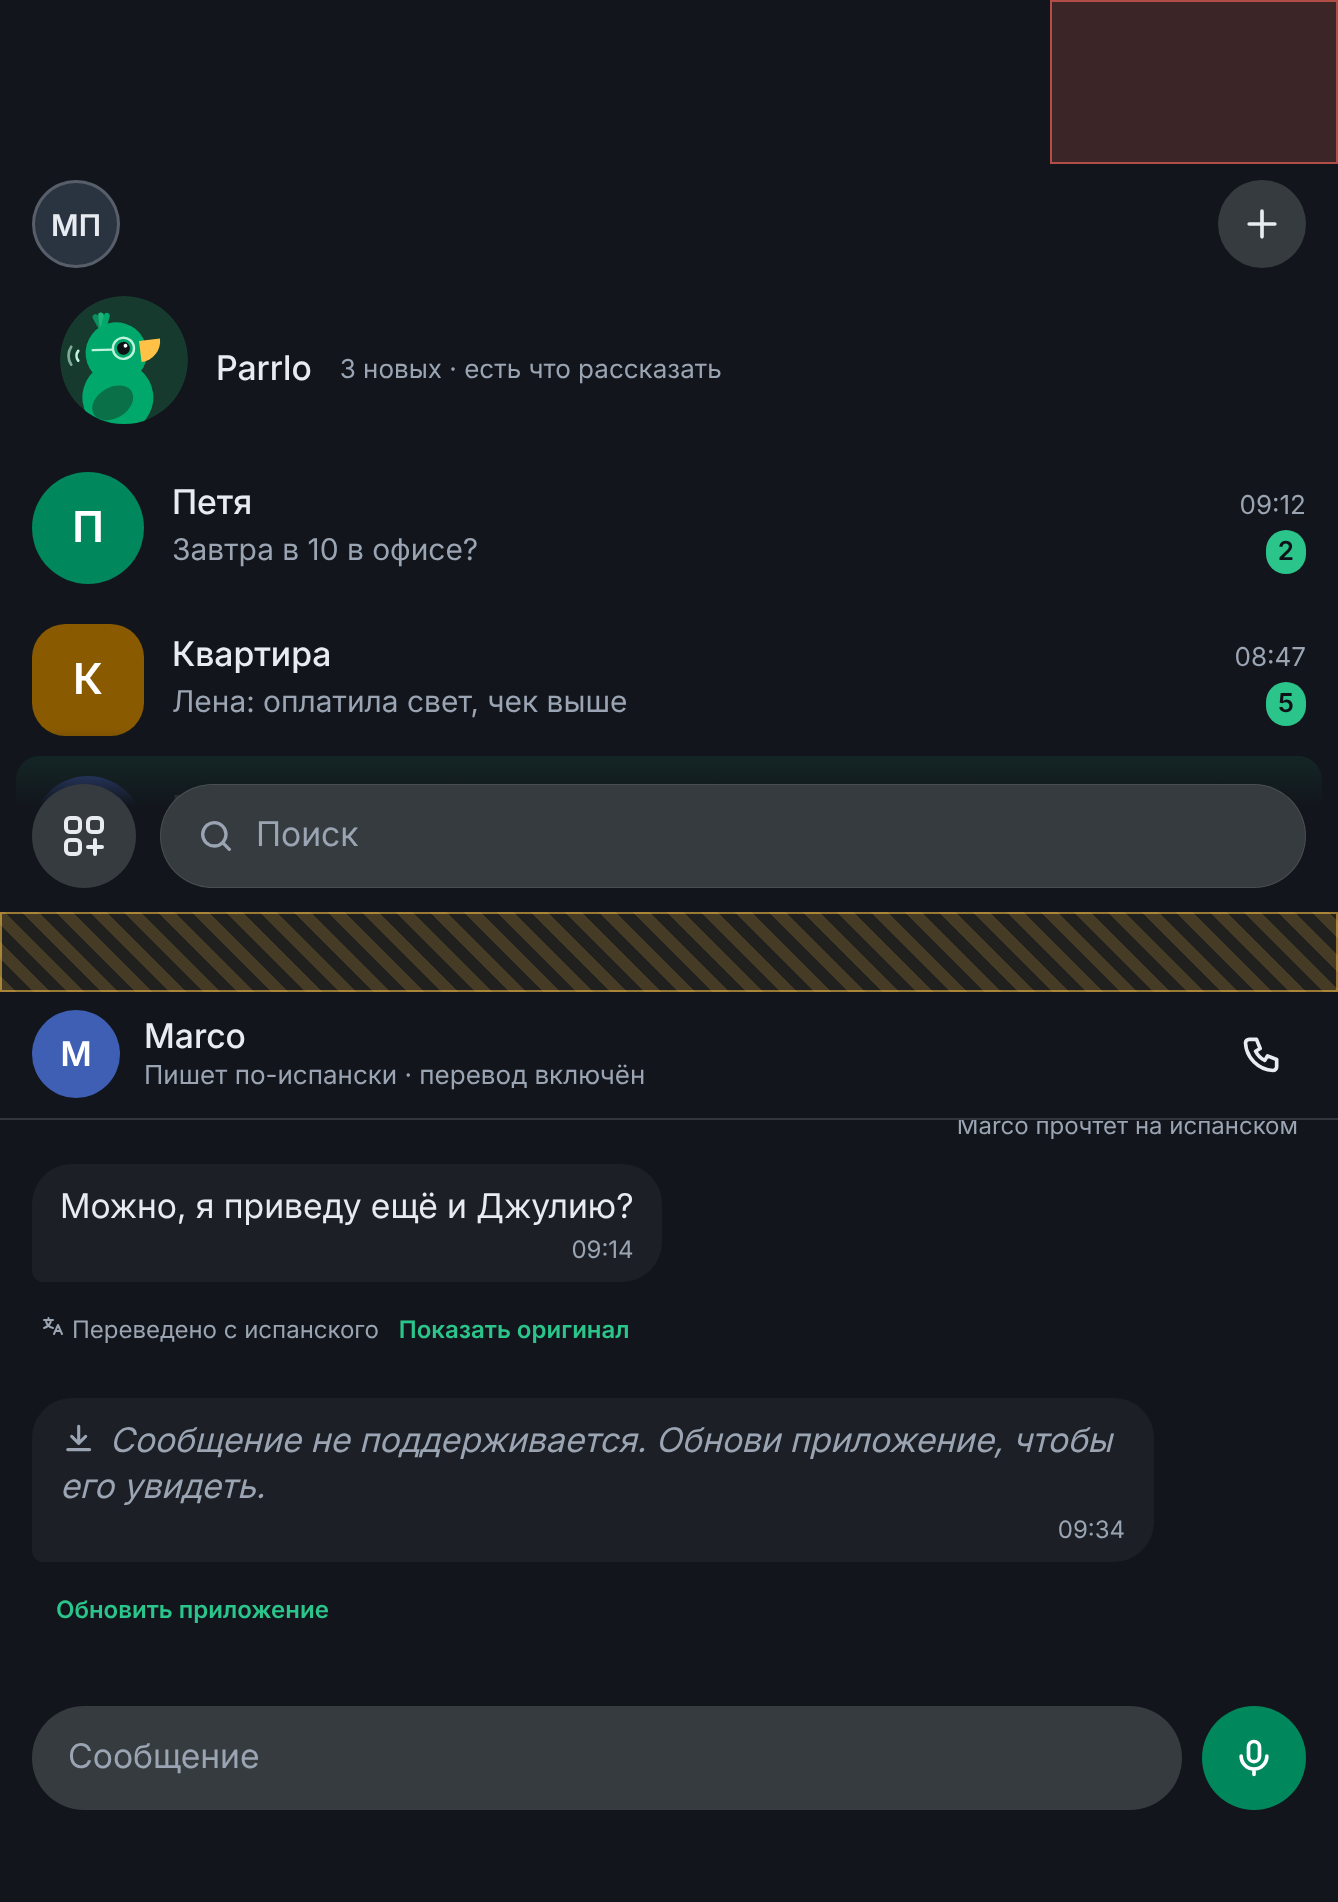 МП
Parrlo 3 новых · есть что рассказать
П
Петя 09:12
Завтра в 10 в офисе? 2
К
Квартира 08:47
Лена: оплатила свет, чек выше 5
Поиск
M
Marco
Пишет по-испански · перевод включён
Marco прочтёт на испанском
Можно, я приведу ещё и Джулию?
09:14
Переведено с испанского Показать оригинал
Сообщение не поддерживается. Обнови приложение, чтобы
его увидеть.
09:34
Обновить приложение
Сообщение